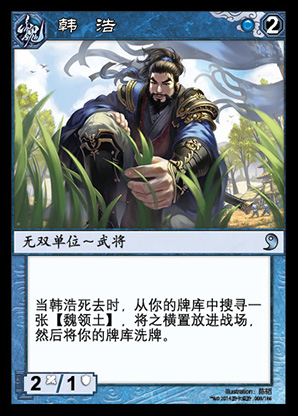 韩 浩
2
无双单位～武将
当韩浩死去时，从你的牌库中搜寻一
张【魏领土】，将之横置放进战场，
然后将你的牌库洗牌。
2 / 1